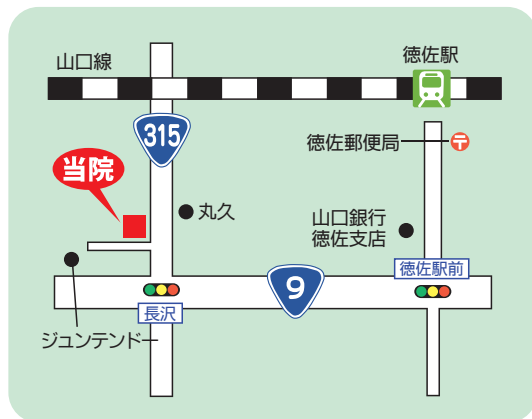 山口線
徳佐駅
315
徳佐郵便局
〒
当院
丸久
山口銀行
徳佐支店
徳佐駅前
9
長沢
ジュンテンドー